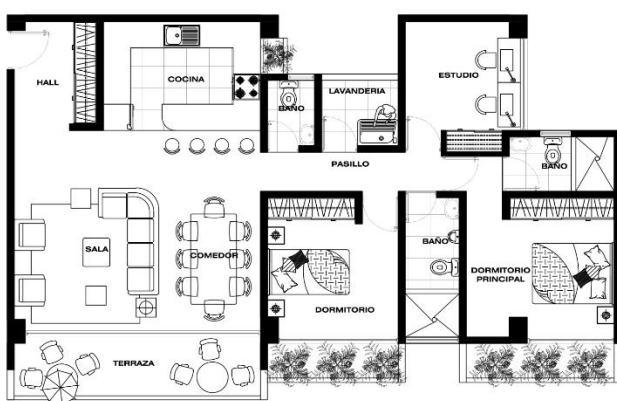 HALL
COCINA
BAÑO
LAVANDERIA
ESTUDIO
PASILLO
BAÑO
SALA
COMEDOR
BAÑO
DORMITORIO
DORMITORIO
PRINCIPAL
TERRAZA